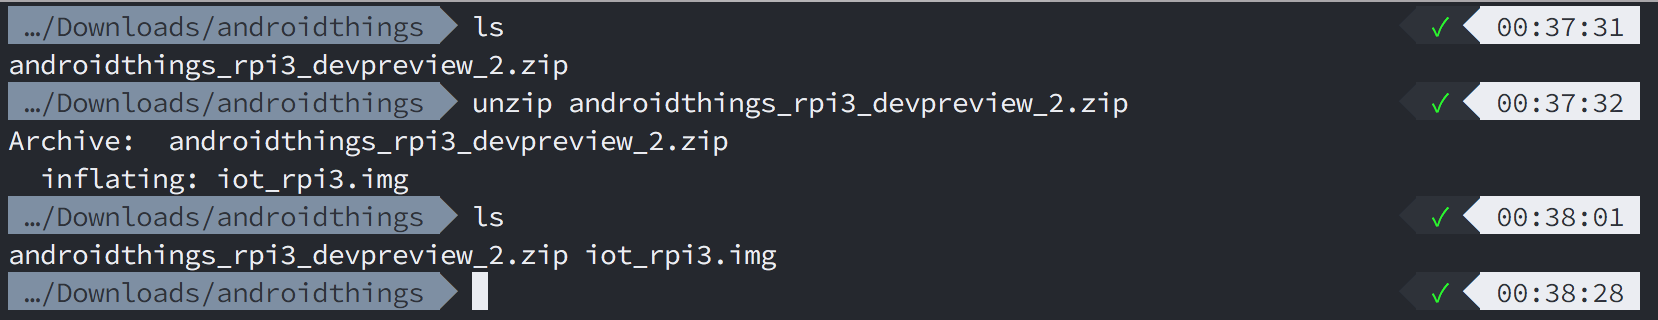 …/Downloads/androidthings ls ✓ 00:37:31
androidthings_rpi3_devpreview_2.zip
…/Downloads/androidthings unzip androidthings_rpi3_devpreview_2.zip ✓ 00:37:32
Archive:  androidthings_rpi3_devpreview_2.zip
  inflating: iot_rpi3.img
…/Downloads/androidthings ls ✓ 00:38:01
androidthings_rpi3_devpreview_2.zip iot_rpi3.img
…/Downloads/androidthings ✓ 00:38:28